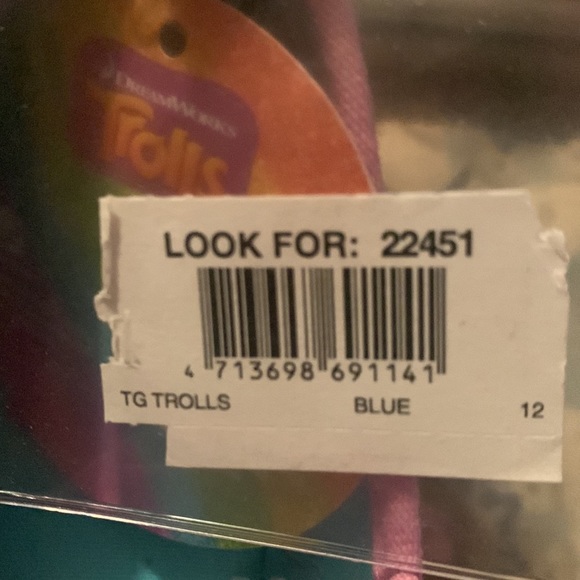 DREAMWORKS
Trolls
LOOK FOR: 22451
4 713698 691141
TG TROLLS BLUE 12